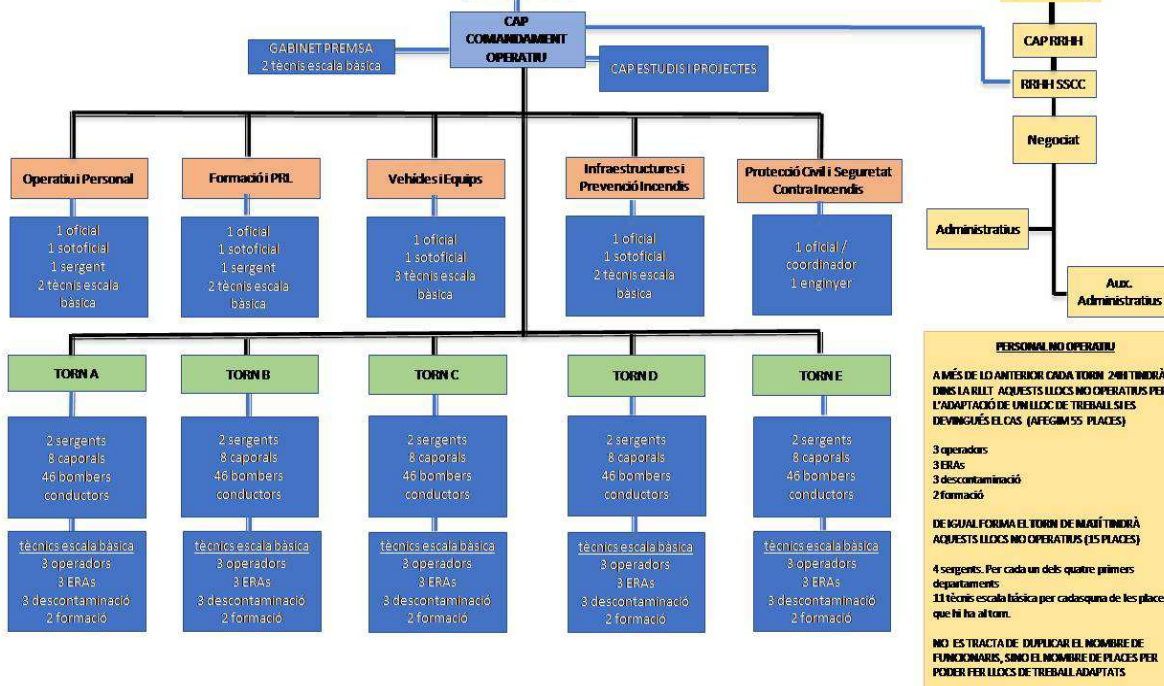 CAP
COMANDAMENT
OPERATIU
GABINET PREMSA
2 tècnis escala bàsica
CAP ESTUDIS I PROJECTES
CAP RRHH
RRHH SSCC
Negociat
Administratius
Aux.
Administratius
Operatiu i Personal
Formació i PRL
Vehicles i Equips
Infraestructures i
Prevenció Incendis
Protecció Civil i Seguretat
Contra Incendis
1 oficial
1 sotoficial
1 sergent
2 tècnis escala
bàsica
1 oficial
1 sotoficial
1 sergent
2 tècnis escala
bàsica
1 oficial
1 sotoficial
3 tècnis escala
bàsica
1 oficial
1 sotoficial
2 tècnis escala
bàsica
1 oficial /
coordinador
1 enginyer
TORN A
TORN B
TORN C
TORN D
TORN E
2 sergents
8 caporals
46 bombers
conductors
2 sergents
8 caporals
46 bombers
conductors
2 sergents
8 caporals
46 bombers
conductors
2 sergents
8 caporals
46 bombers
conductors
2 sergents
8 caporals
46 bombers
conductors
tècnics escala bàsica
3 operadors
3 ERAs
3 descontaminació
2 formació
tècnics escala bàsica
3 operadors
3 ERAs
3 descontaminació
2 formació
tècnics escala bàsica
3 operadors
3 ERAs
3 descontaminació
2 formació
tècnics escala bàsica
3 operadors
3 ERAs
3 descontaminació
2 formació
tècnics escala bàsica
3 operadors
3 ERAs
3 descontaminació
2 formació
PERSONAL NO OPERATIU
A MÉS DE LO ANTERIOR CADA TORN 24H TINDRÀ
DINS LA RLLT AQUESTS LLOCS NO OPERATIUS PER
L'ADAPTACIÓ DE UN LLOC DE TREBALL SI ES
DEVINGUÉS EL CAS (AFEGIM 55 PLACES)
3 operadors
3 ERAs
3 descontaminació
2 formació
DE IGUAL FORMA EL TORN DE MATÍ TINDRÀ
AQUESTS LLOCS NO OPERATIUS (15 PLACES)
4 sergents. Per cada un dels quatre primers
departaments
11 tècnis escala bàsica per cadasquna de les place
que hi ha al torn.
NO ES TRACTA DE DUPLICAR EL NOMBRE DE
FUNCIONARIS, SINO EL NOMBRE DE PLACES PER
PODER FER LLOCS DE TREBALL ADAPTATS